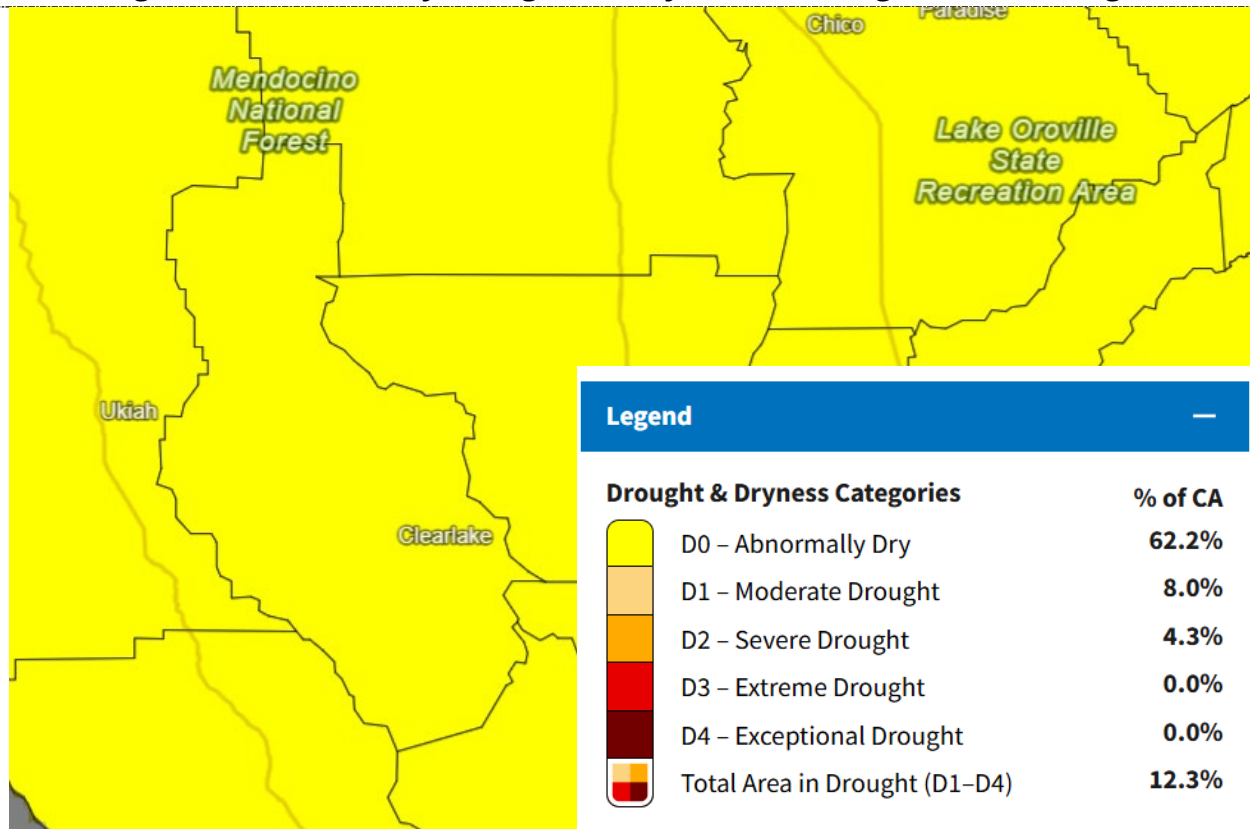 Chico
Paradise
Mendocino
National
Forest
Lake Oroville
State
Recreation Area
Ukiah
Clearlake
Legend
Drought & Dryness Categories % of CA
D0 – Abnormally Dry 62.2%
D1 – Moderate Drought 8.0%
D2 – Severe Drought 4.3%
D3 – Extreme Drought 0.0%
D4 – Exceptional Drought 0.0%
Total Area in Drought (D1–D4) 12.3%